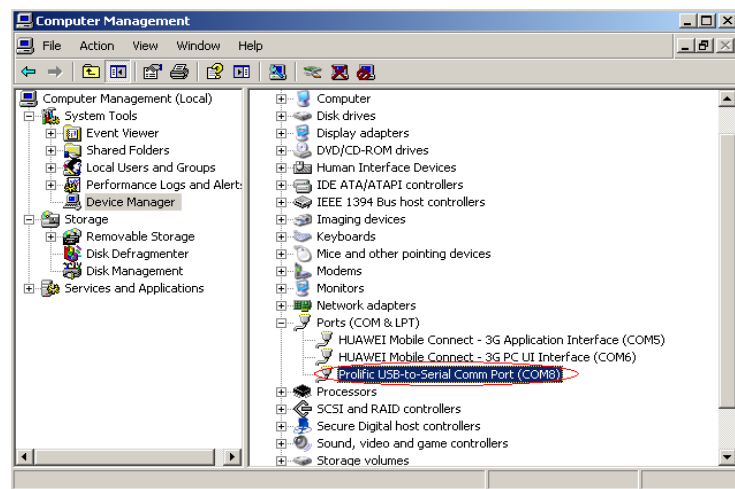 Computer Management
File Action View Window Help
Computer Management (Local)
System Tools
Event Viewer
Shared Folders
Local Users and Groups
Performance Logs and Alert:
Device Manager
Storage
Removable Storage
Disk Defragmenter
Disk Management
Services and Applications
Computer
Disk drives
Display adapters
DVD/CD-ROM drives
Human Interface Devices
IDE ATA/ATAPI controllers
IEEE 1394 Bus host controllers
Imaging devices
Keyboards
Mice and other pointing devices
Modems
Monitors
Network adapters
Ports (COM & LPT)
HUAWEI Mobile Connect - 3G Application Interface (COM5)
HUAWEI Mobile Connect - 3G PC UI Interface (COM6)
Prolific USB-to-Serial Comm Port (COM8)
Processors
SCSI and RAID controllers
Secure Digital host controllers
Sound, video and game controllers
Storage volumes